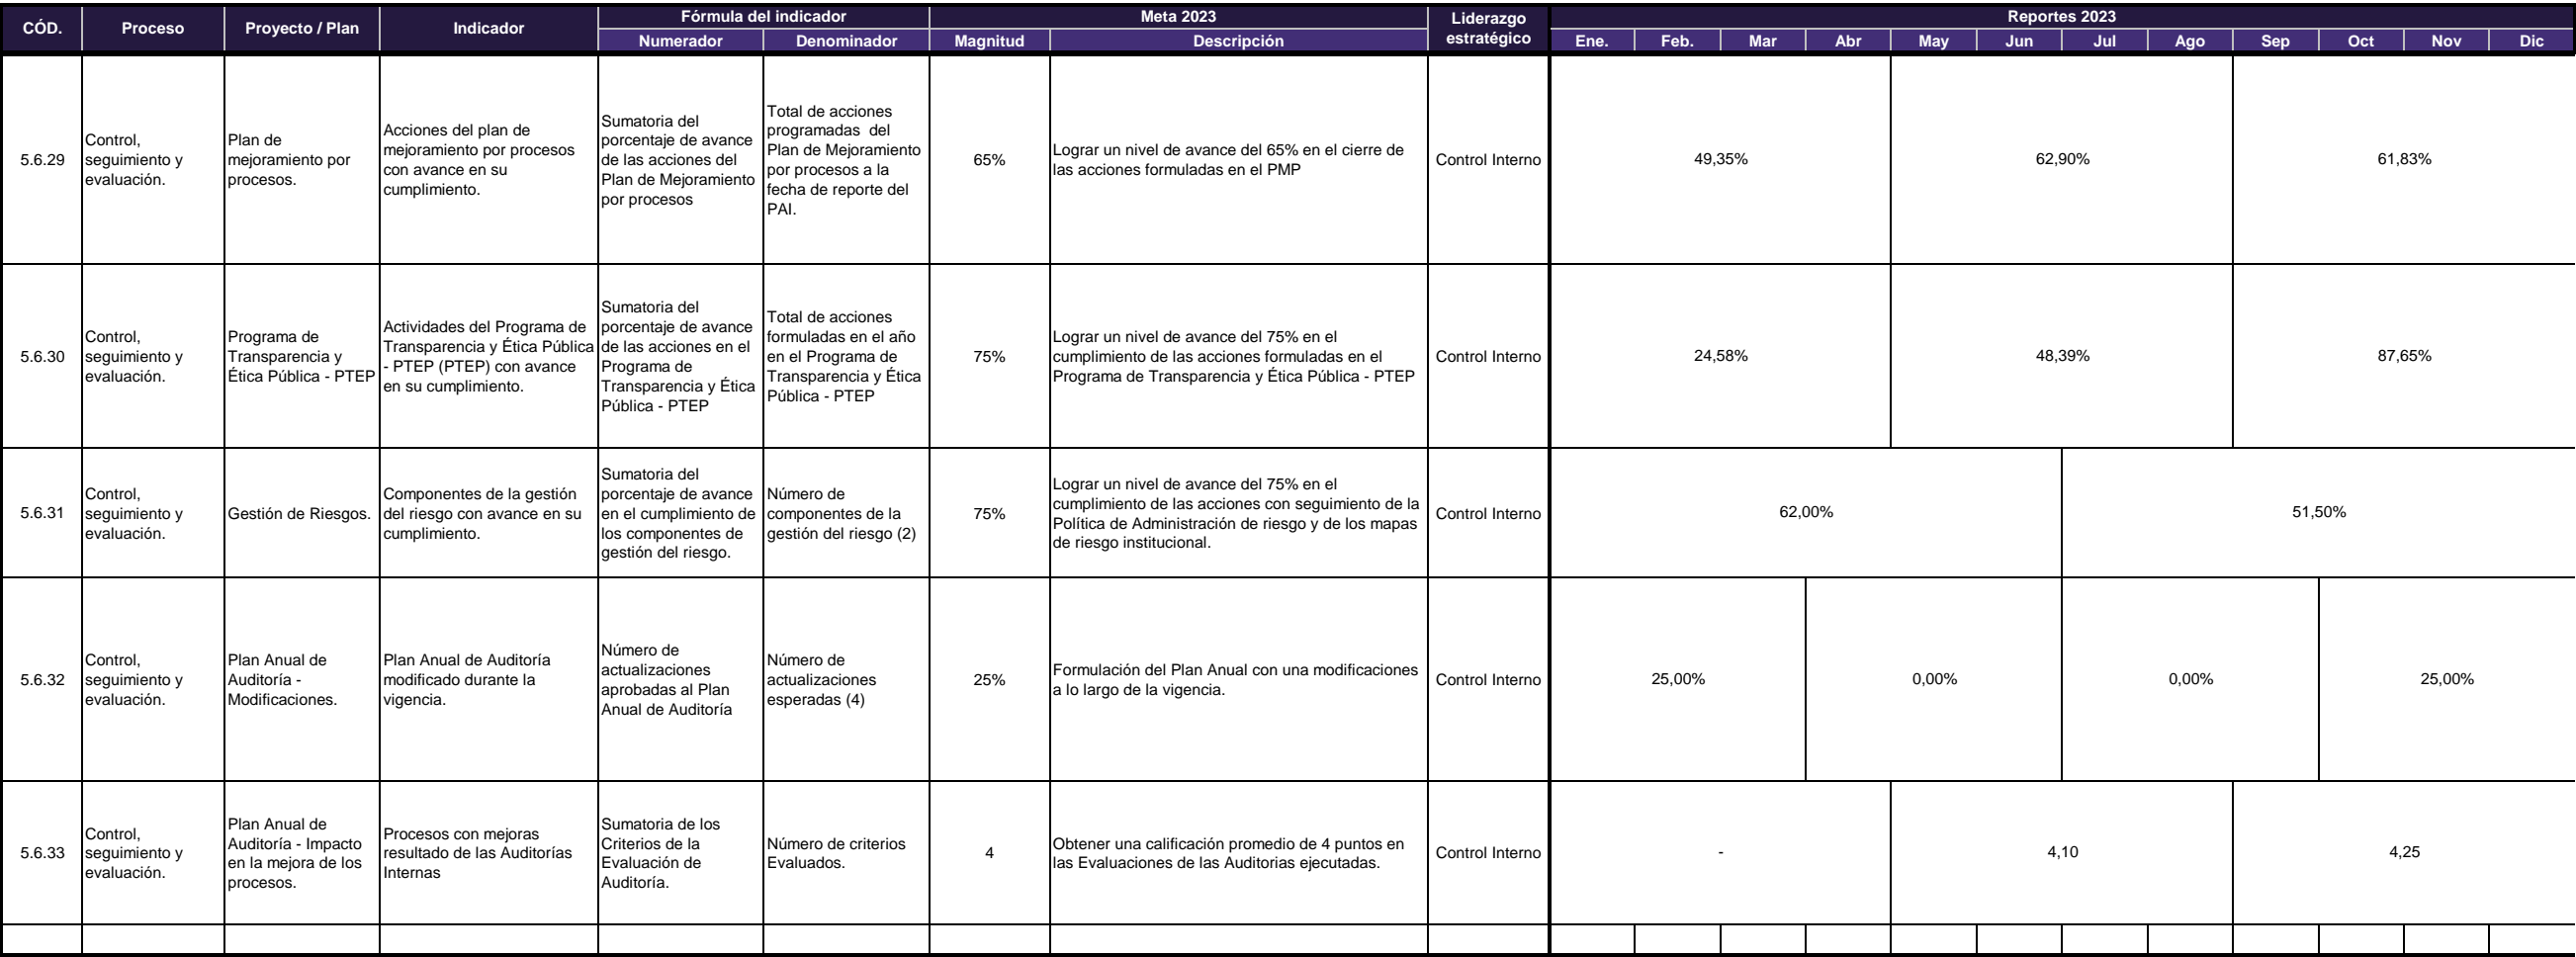 CÓD.
Proceso
Proyecto / Plan
Indicador
Fórmula del indicador
Numerador
Denominador
Meta 2023
Magnitud
Descripción
Liderazgo
estratégico
Reportes 2023
Ene.
Feb.
Mar
Abr
May
Jun
Jul
Ago
Sep
Oct
Nov
Dic
5.6.29
Control,
seguimiento y
evaluación.
Plan de
mejoramiento por
procesos.
Acciones del plan de
mejoramiento por procesos
con avance en su
cumplimiento.
Sumatoria del
porcentaje de avance
de las acciones del
Plan de Mejoramiento
por procesos
Total de acciones
programadas  del
Plan de Mejoramiento
por procesos a la
fecha de reporte del
PAI.
65%
Lograr un nivel de avance del 65% en el cierre de
las acciones formuladas en el PMP
Control Interno
49,35%
62,90%
61,83%
5.6.30
Control,
seguimiento y
evaluación.
Programa de
Transparencia y
Ética Pública - PTEP
Actividades del Programa de
Transparencia y Ética Pública
- PTEP (PTEP) con avance
en su cumplimiento.
Sumatoria del
porcentaje de avance
de las acciones en el
Programa de
Transparencia y Ética
Pública - PTEP
Total de acciones
formuladas en el año
en el Programa de
Transparencia y Ética
Pública - PTEP
75%
Lograr un nivel de avance del 75% en el
cumplimiento de las acciones formuladas en el
Programa de Transparencia y Ética Pública - PTEP
Control Interno
24,58%
48,39%
87,65%
5.6.31
Control,
seguimiento y
evaluación.
Gestión de Riesgos.
Componentes de la gestión
del riesgo con avance en su
cumplimiento.
Sumatoria del
porcentaje de avance
en el cumplimiento de
los componentes de
gestión del riesgo.
Número de
componentes de la
gestión del riesgo (2)
75%
Lograr un nivel de avance del 75% en el
cumplimiento de las acciones con seguimiento de la
Política de Administración de riesgo y de los mapas
de riesgo institucional.
Control Interno
62,00%
51,50%
5.6.32
Control,
seguimiento y
evaluación.
Plan Anual de
Auditoría -
Modificaciones.
Plan Anual de Auditoría
modificado durante la
vigencia.
Número de
actualizaciones
aprobadas al Plan
Anual de Auditoría
Número de
actualizaciones
esperadas (4)
25%
Formulación del Plan Anual con una modificaciones
a lo largo de la vigencia.
Control Interno
25,00%
0,00%
0,00%
25,00%
5.6.33
Control,
seguimiento y
evaluación.
Plan Anual de
Auditoría - Impacto
en la mejora de los
procesos.
Procesos con mejoras
resultado de las Auditorías
Internas
Sumatoria de los
Criterios de la
Evaluación de
Auditoría.
Número de criterios
Evaluados.
4
Obtener una calificación promedio de 4 puntos en
las Evaluaciones de las Auditorias ejecutadas.
Control Interno
-
4,10
4,25